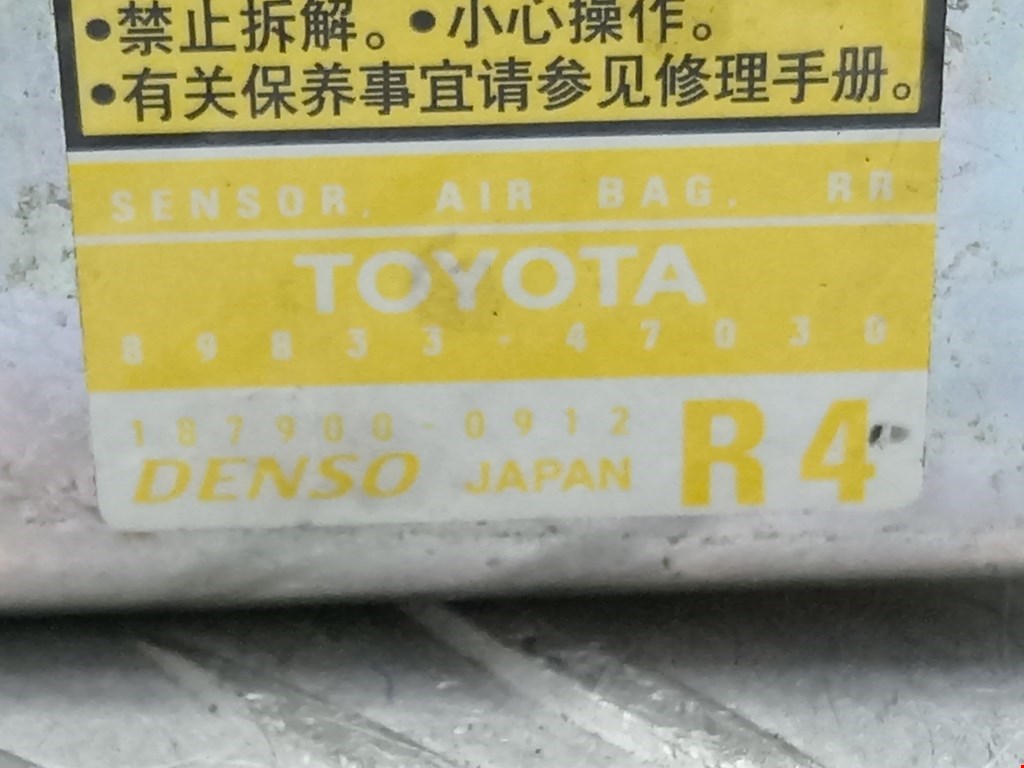 •禁止拆解。•小心操作。
•有关保养事宜请参见修理手册。
SENSOR, AIR BAG, RR
TOYOTA
89833-47030
187900-0912
DENSO JAPAN R4